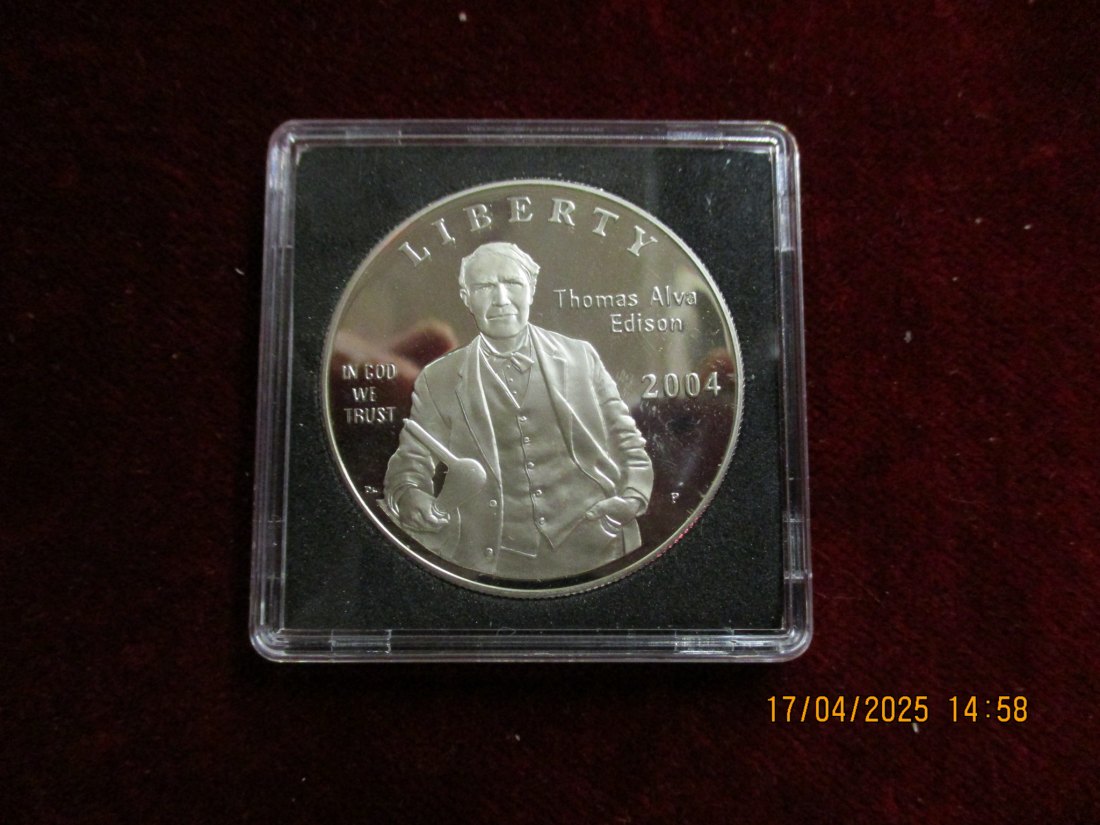 LIBERTY
Thomas Alva
Edison
IN GOD
WE
TRUST
2004
P
17/04/2025 14:58